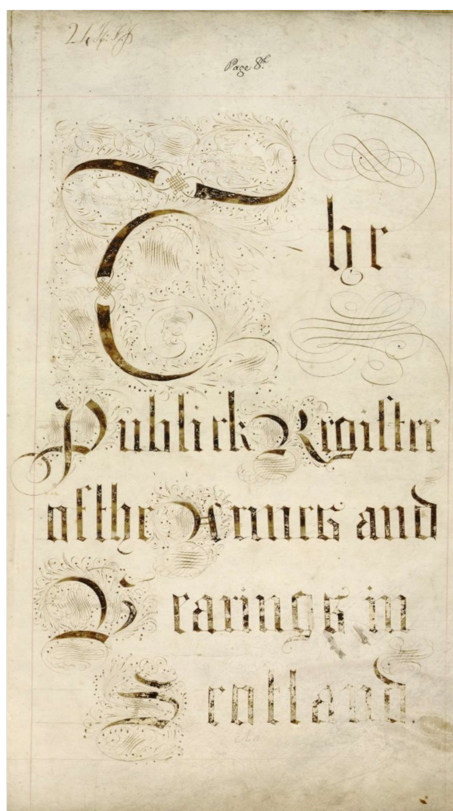 Page 8.
The
Publick Register
of the Armes and
Bearings in
Scotland.